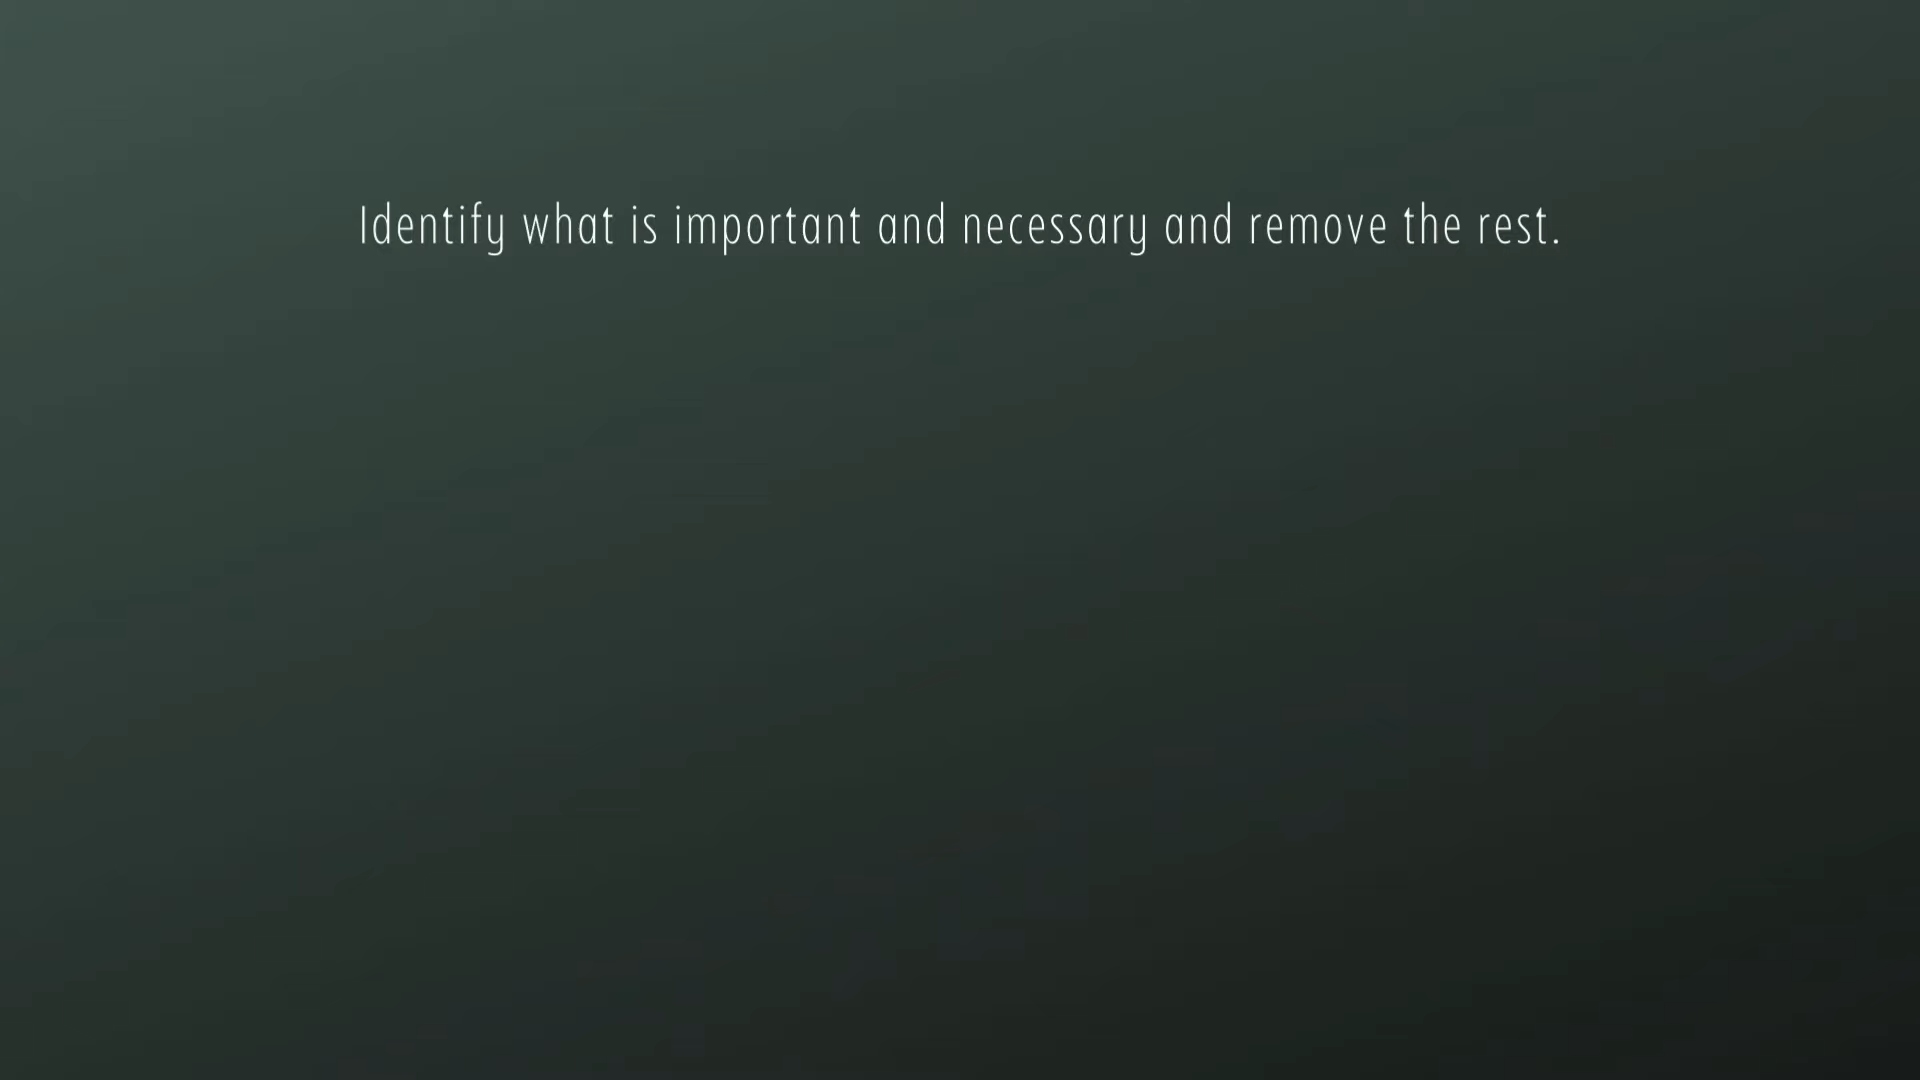 Identify what is important and necessary and remove the rest.